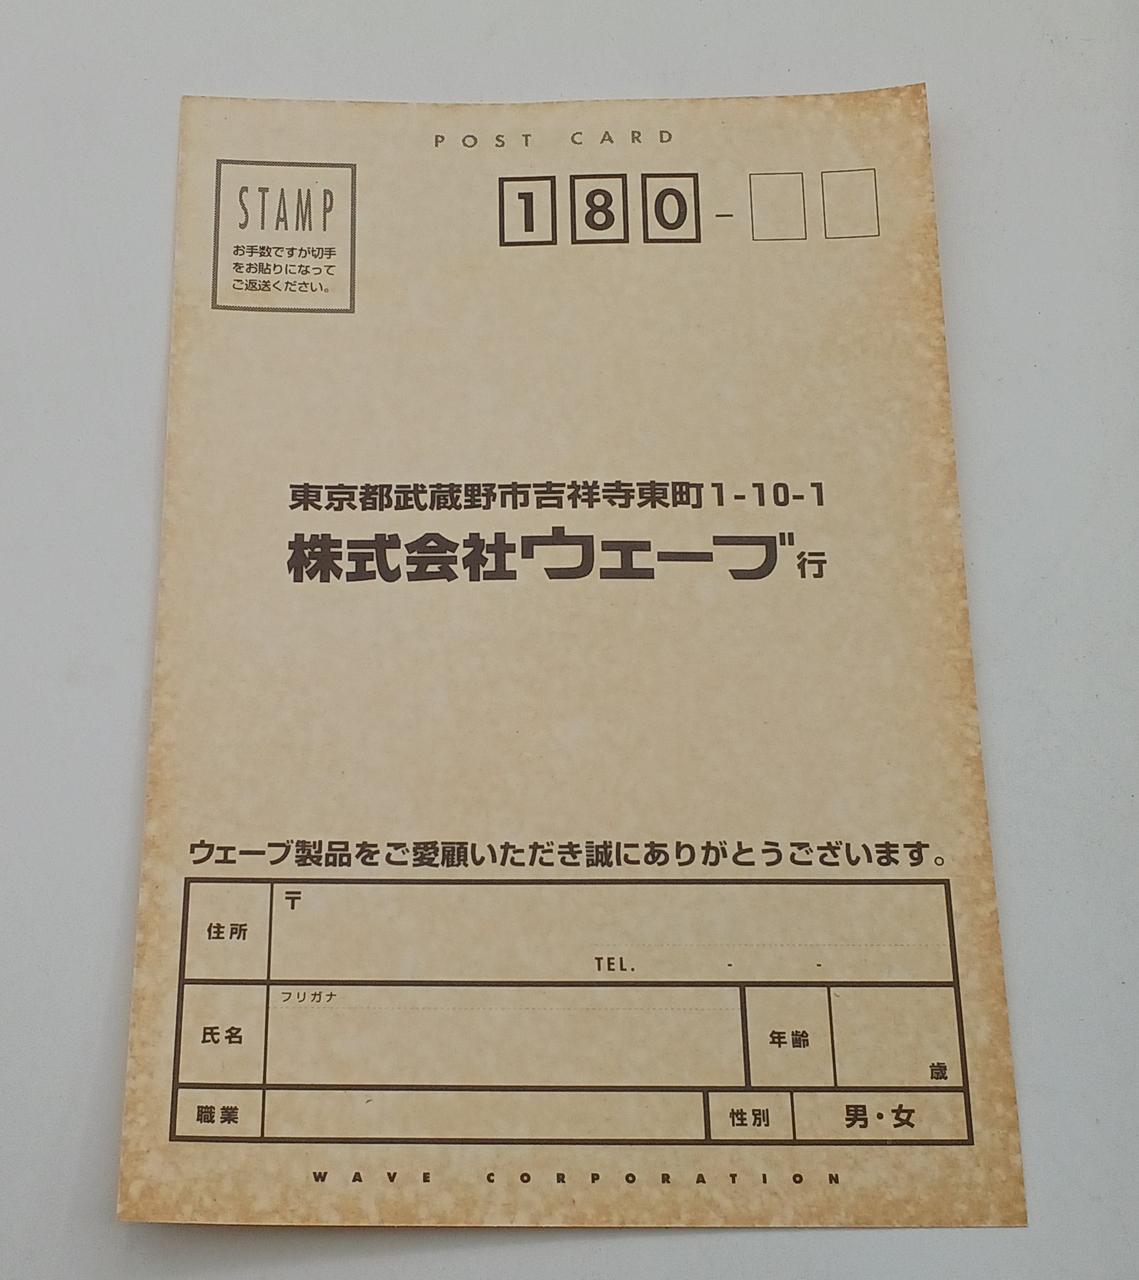 POST CARD
STAMP
お手数ですが切手
をお貼りになって
ご返送ください。
180-
東京都武蔵野市吉祥寺東町1-10-1
株式会社ウェーブ行
ウェーブ製品をご愛顧いただき誠にありがとうございます。
住所
〒
TEL. - -
氏名
フリガナ
年齢
歳
職業
性別
男・女
WAVE CORPORATION